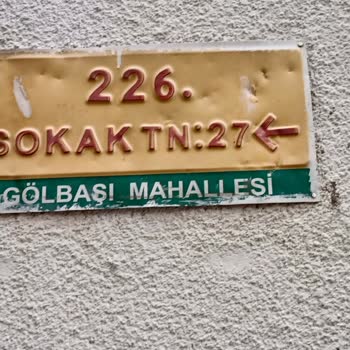 226.
SOKAK TN:27←
GÖLBAŞI MAHALLESİ